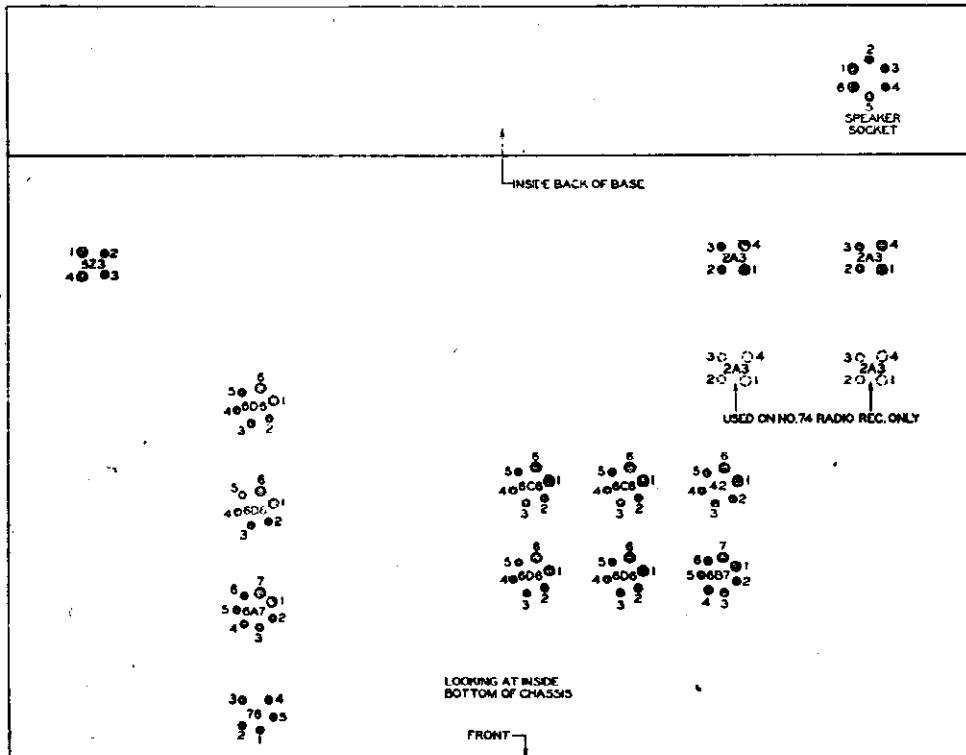 2
1 3
6 4
5
SPEAKER
SOCKET
INSIDE BACK OF BASE
1 2
5Z3
4 3
3 4
2A3
2 1
3 4
2A3
2 1
3 4
2A3
2 1
3 4
2A3
2 1
USED ON NO.74 RADIO REC. ONLY
6
5 1
4 6D6
3 2
6
5 1
4 6D6
3 2
7
6 1
5 6A7 2
4 3
3 4
76 5
2 1
6
5 1
4 6C6
3 2
6
5 1
4 6C6
3 2
6
5 1
4 42 2
3
6
5 1
4 6D6
3 2
6
5 1
4 6D6
3 2
7
6 1
5 6B7 2
4 3
LOOKING AT INSIDE
BOTTOM OF CHASSIS
FRONT